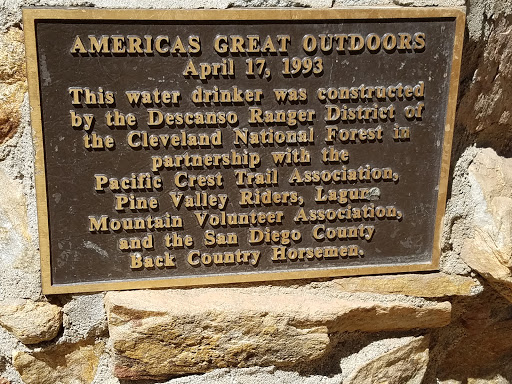 AMERICAS GREAT OUTDOORS
April 17, 1993
This water drinker was constructed
by the Descanso Ranger District of
the Cleveland National Forest in
partnership with the
Pacific Crest Trail Association,
Pine Valley Riders, Laguna
Mountain Volunteer Association,
and the San Diego County
Back Country Horsemen.